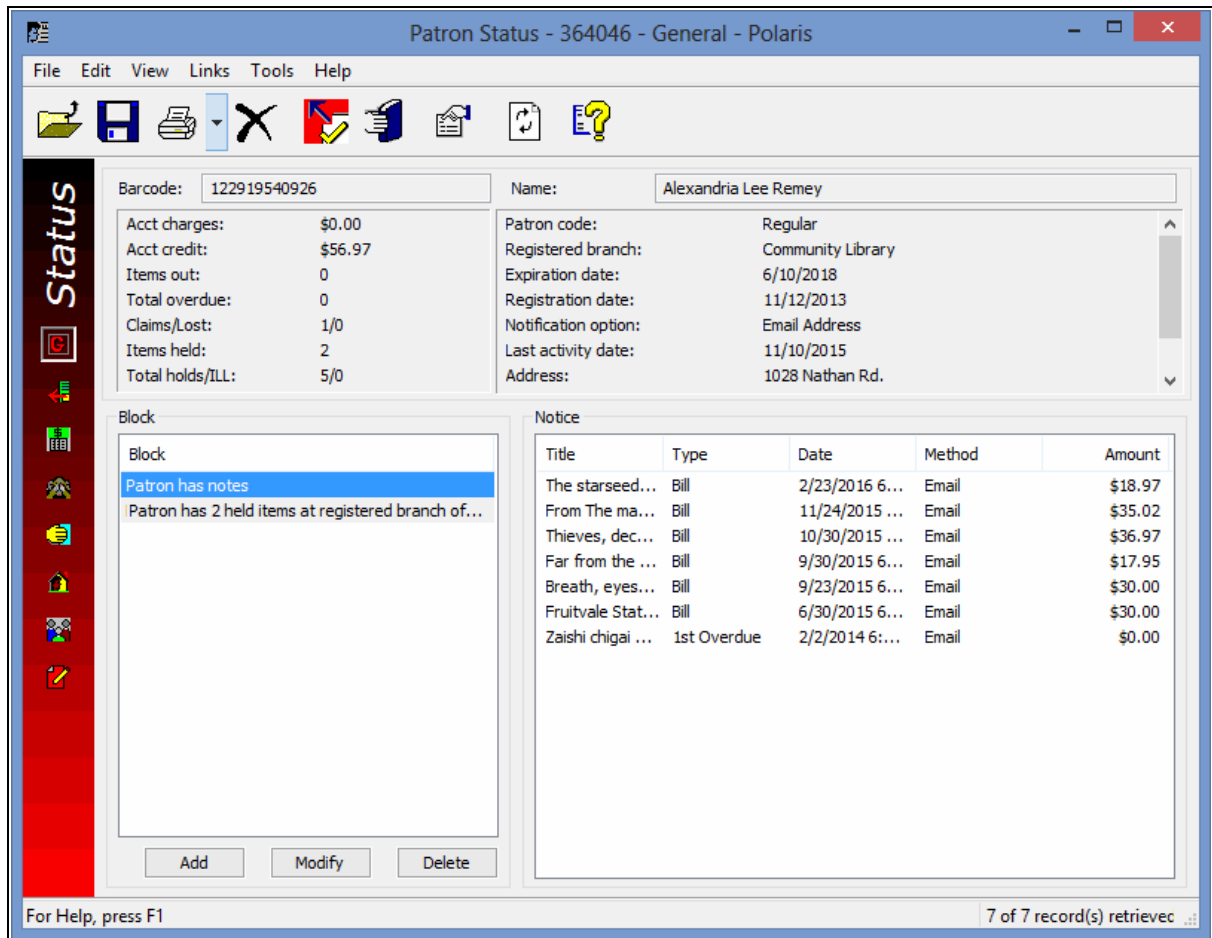 Patron Status - 364046 - General - Polaris
File Edit View Links Tools Help
Status
Barcode: 122919540926 Name: Alexandria Lee Remey
Acct charges: $0.00 Patron code: Regular
Acct credit: $56.97 Registered branch: Community Library
Items out: 0 Expiration date: 6/10/2018
Total overdue: 0 Registration date: 11/12/2013
Claims/Lost: 1/0 Notification option: Email Address
Items held: 2 Last activity date: 11/10/2015
Total holds/ILL: 5/0 Address: 1028 Nathan Rd.
Block Notice
Block Title Type Date Method Amount
Patron has notes The starseed... Bill 2/23/2016 6... Email $18.97
Patron has 2 held items at registered branch of... From The ma... Bill 11/24/2015 ... Email $35.02
Thieves, dec... Bill 10/30/2015 ... Email $36.97
Far from the ... Bill 9/30/2015 6... Email $17.95
Breath, eyes... Bill 9/23/2015 6... Email $30.00
Fruitvale Stat... Bill 6/30/2015 6... Email $30.00
Zaishi chigai ... 1st Overdue 2/2/2014 6:... Email $0.00
Add Modify Delete
For Help, press F1 7 of 7 record(s) retrievec